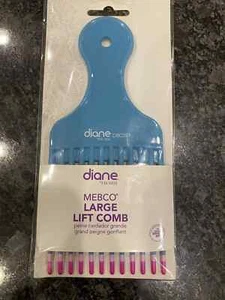 diane
diane
MEBCO
LARGE
LIFT COMB
peine cardador grande
grand peigne gonflant